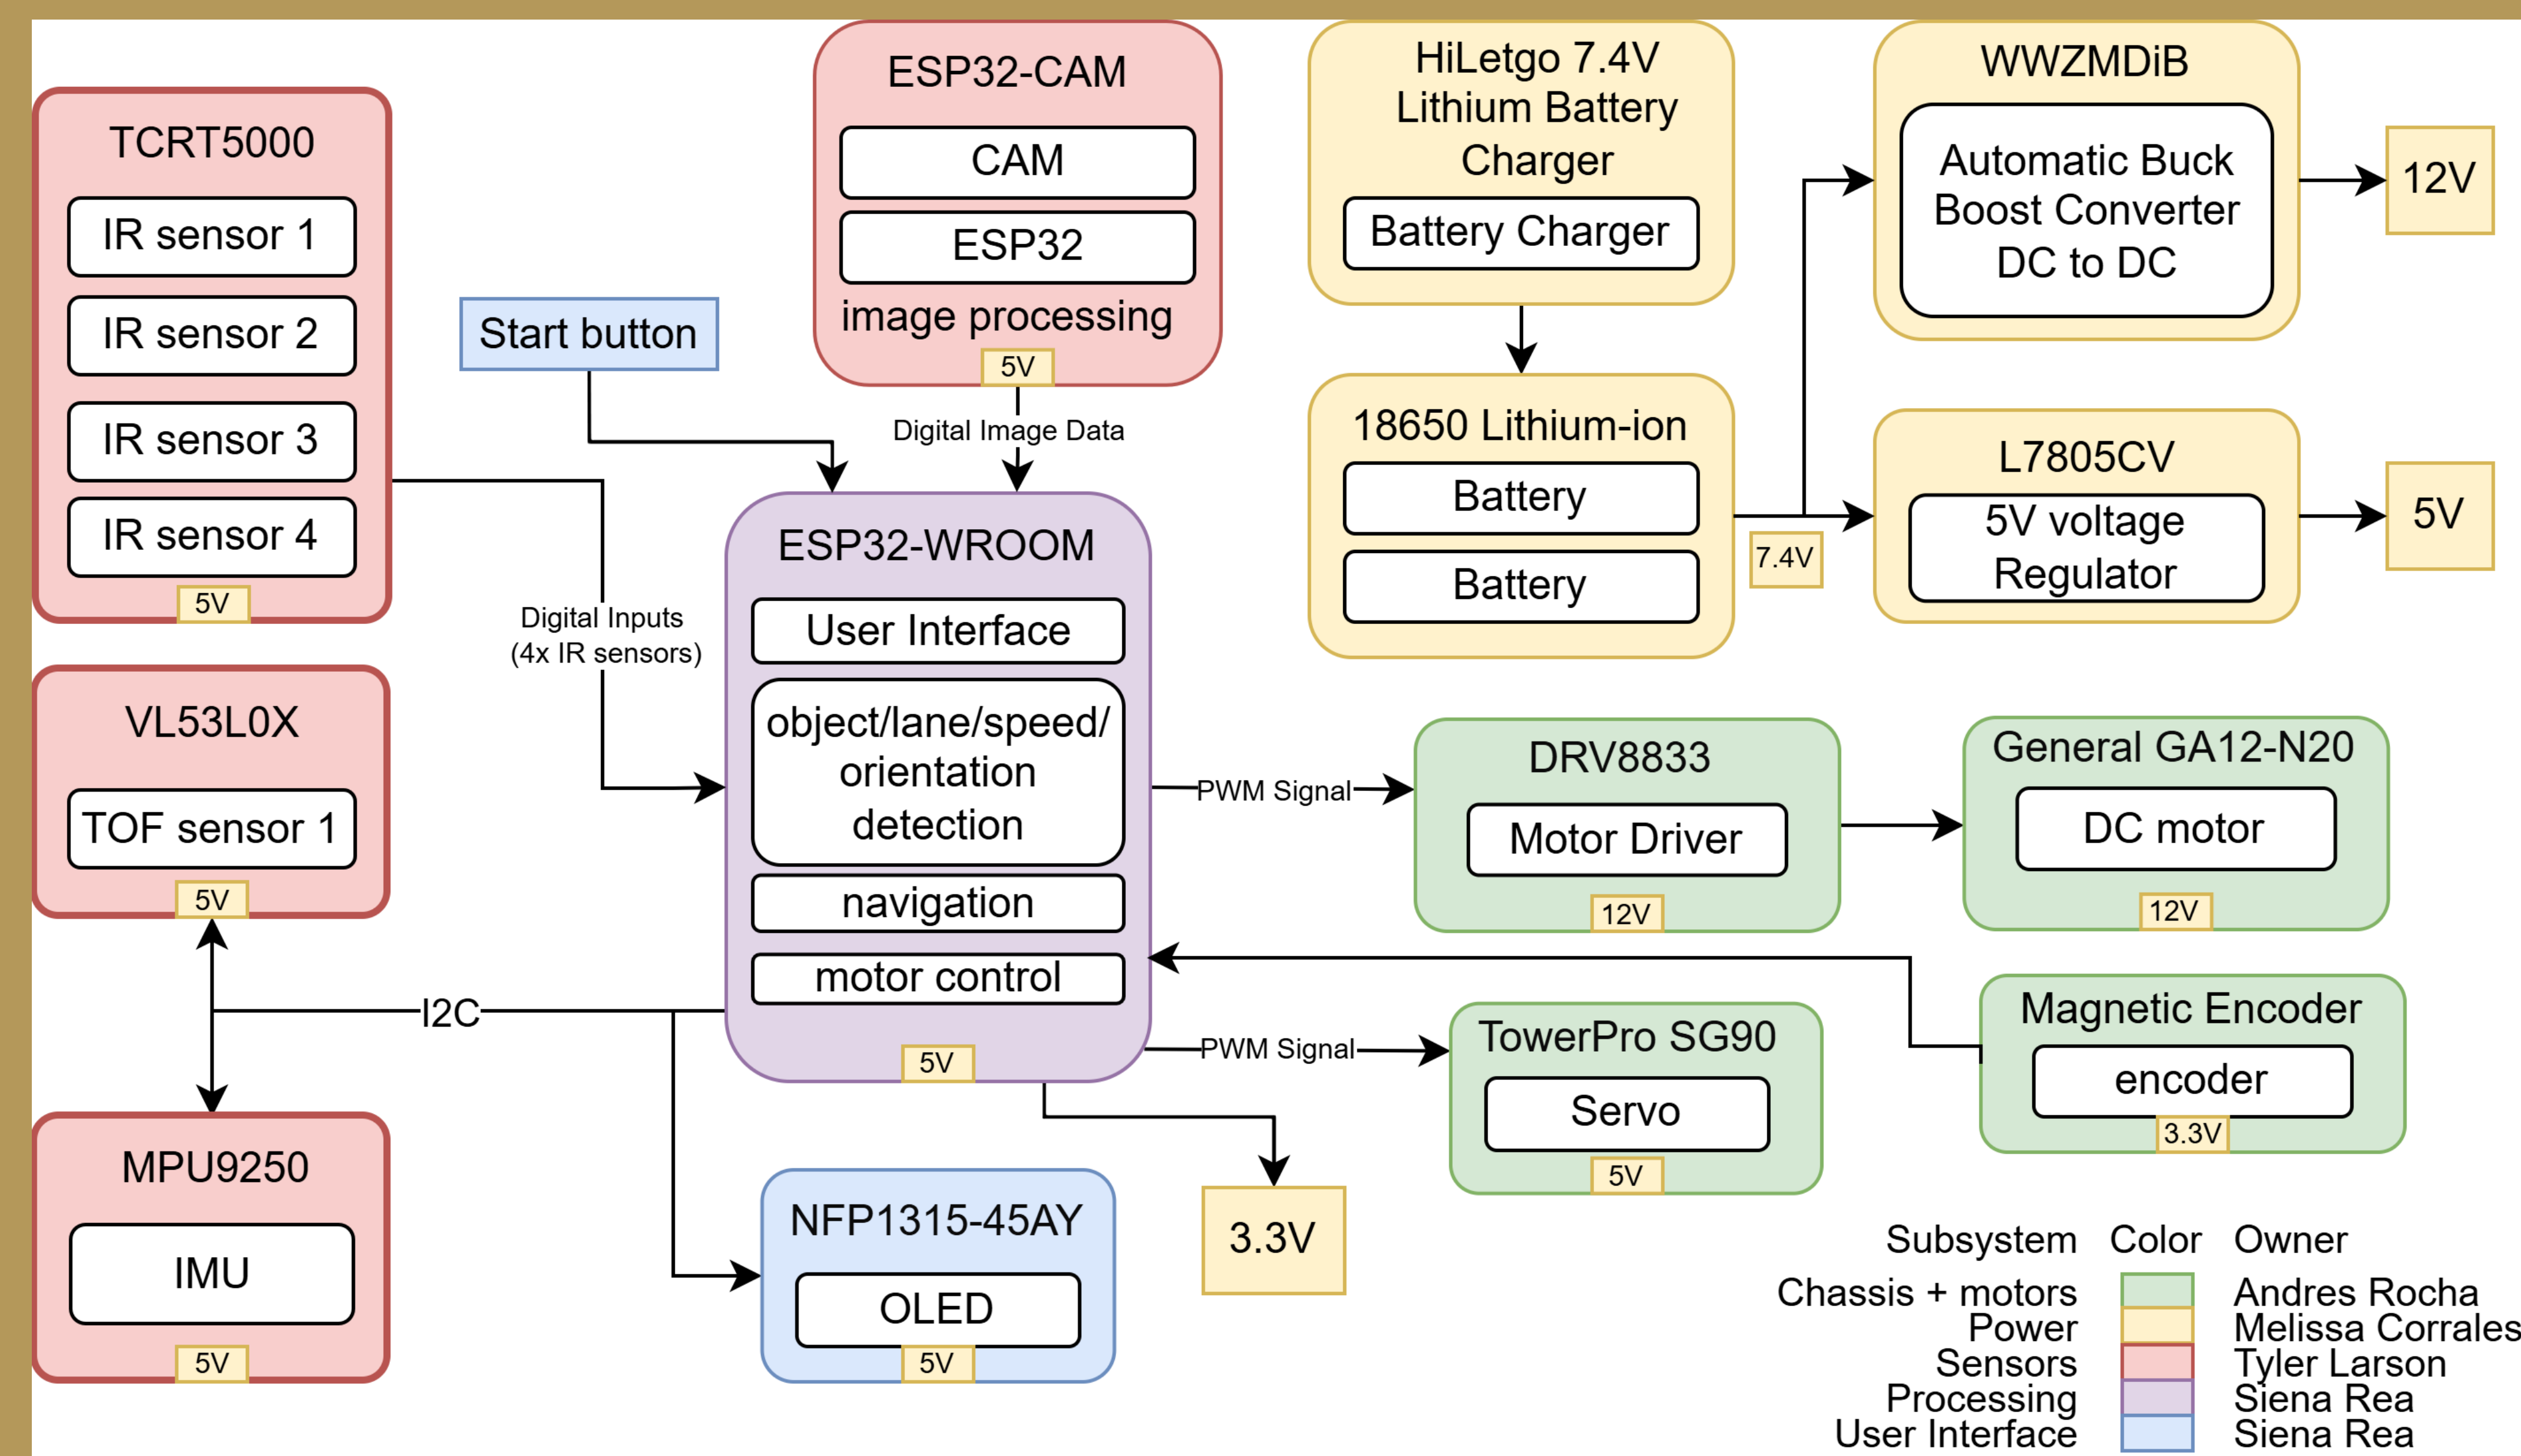 TCRT5000
IR sensor 1
IR sensor 2
IR sensor 3
IR sensor 4
5V
Start button
ESP32-CAM
CAM
ESP32
image processing
5V
Digital Image Data
HiLetgo 7.4V
Lithium Battery
Charger
Battery Charger
18650 Lithium-ion
Battery
Battery
7.4V
WWZMDiB
Automatic Buck
Boost Converter
DC to DC
12V
L7805CV
5V voltage
Regulator
5V
Digital Inputs
(4x IR sensors)
ESP32-WROOM
User Interface
object/lane/speed/
orientation
detection
navigation
motor control
5V
VL53L0X
TOF sensor 1
5V
I2C
MPU9250
IMU
5V
NFP1315-45AY
OLED
5V
3.3V
PWM Signal
DRV8833
Motor Driver
12V
General GA12-N20
DC motor
12V
PWM Signal
TowerPro SG90
Servo
5V
Magnetic Encoder
encoder
3.3V
Subsystem Color Owner
Chassis + motors Andres Rocha
Power Melissa Corrales
Sensors Tyler Larson
Processing Siena Rea
User Interface Siena Rea